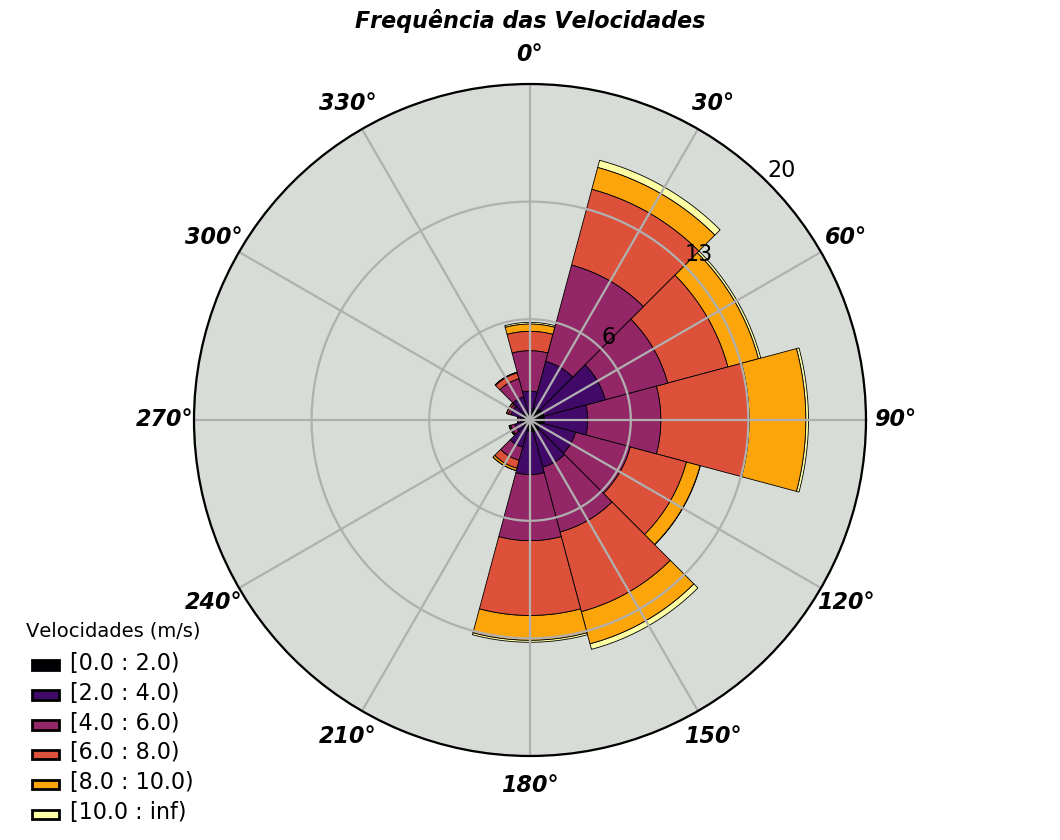 Frequência das Velocidades
0°
330°
30°
20
300°
60°
13
6
270°
90°
240°
120°
210°
150°
180°
Velocidades (m/s)
[0.0 : 2.0)
[2.0 : 4.0)
[4.0 : 6.0)
[6.0 : 8.0)
[8.0 : 10.0)
[10.0 : inf)